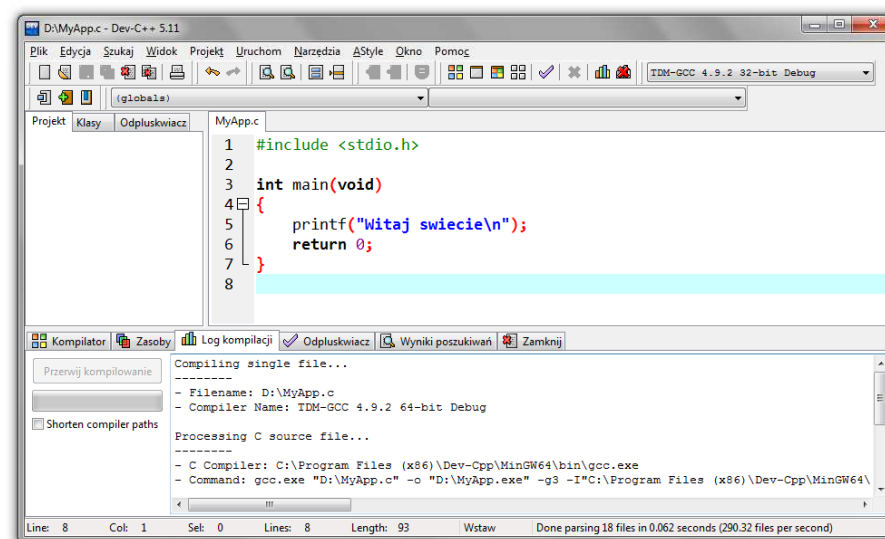 D:\MyApp.c - Dev-C++ 5.11
Plik Edycja Szukaj Widok Projekt Uruchom Narzędzia AStyle Okno Pomoc
TDM-GCC 4.9.2 32-bit Debug
(globals)
Projekt Klasy Odpluskwiacz MyApp.c
1 #include <stdio.h>
2
3 int main(void)
4 {
5 printf("Witaj swiecie\n");
6 return 0;
7 }
8
Kompilator Zasoby Log kompilacji Odpluskwiacz Wyniki poszukiwań Zamknij
Przerwij kompilowanie
Shorten compiler paths
Compiling single file...
--------
- Filename: D:\MyApp.c
- Compiler Name: TDM-GCC 4.9.2 64-bit Debug
Processing C source file...
--------
- C Compiler: C:\Program Files (x86)\Dev-Cpp\MinGW64\bin\gcc.exe
- Command: gcc.exe "D:\MyApp.c" -o "D:\MyApp.exe" -g3 -I"C:\Program Files (x86)\Dev-Cpp\MinGW64\
Line: 8 Col: 1 Sel: 0 Lines: 8 Length: 93 Wstaw Done parsing 18 files in 0.062 seconds (290.32 files per second)